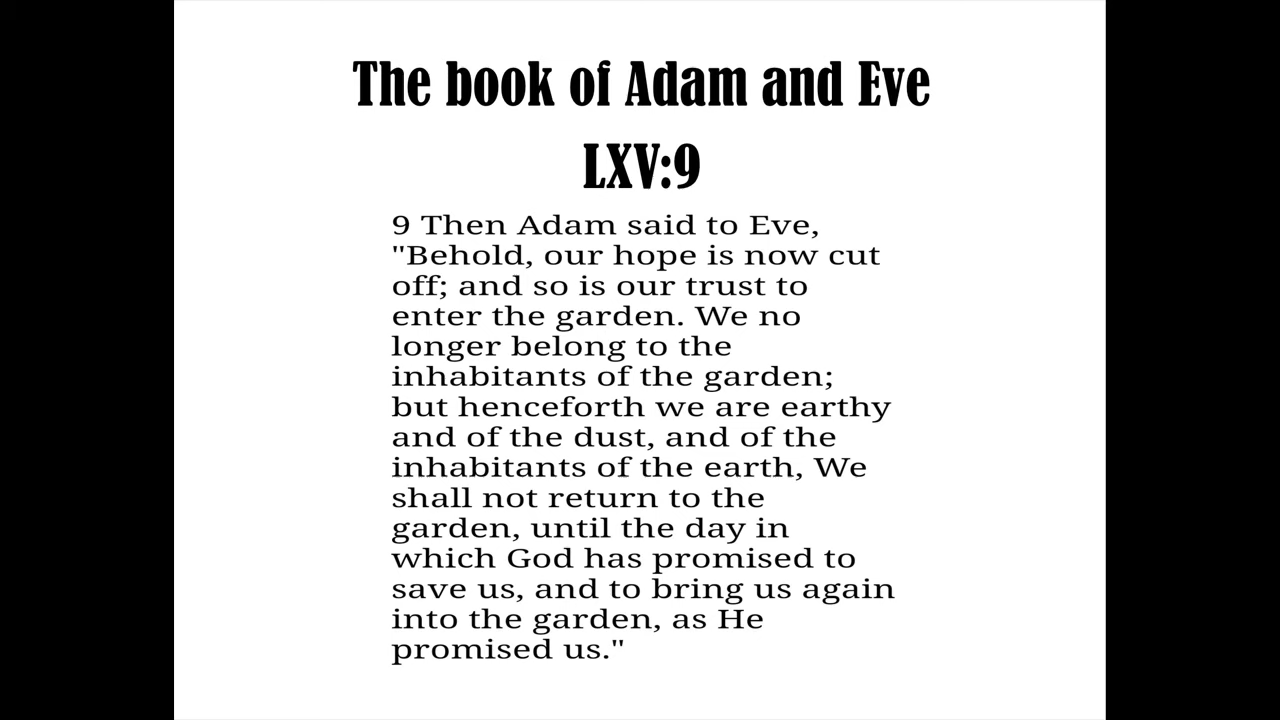 The book of Adam and Eve
LXV:9
9 Then Adam said to Eve,
"Behold, our hope is now cut
off; and so is our trust to
enter the garden. We no
longer belong to the
inhabitants of the garden;
but henceforth we are earthy
and of the dust, and of the
inhabitants of the earth, We
shall not return to the
garden, until the day in
which God has promised to
save us, and to bring us again
into the garden, as He
promised us."